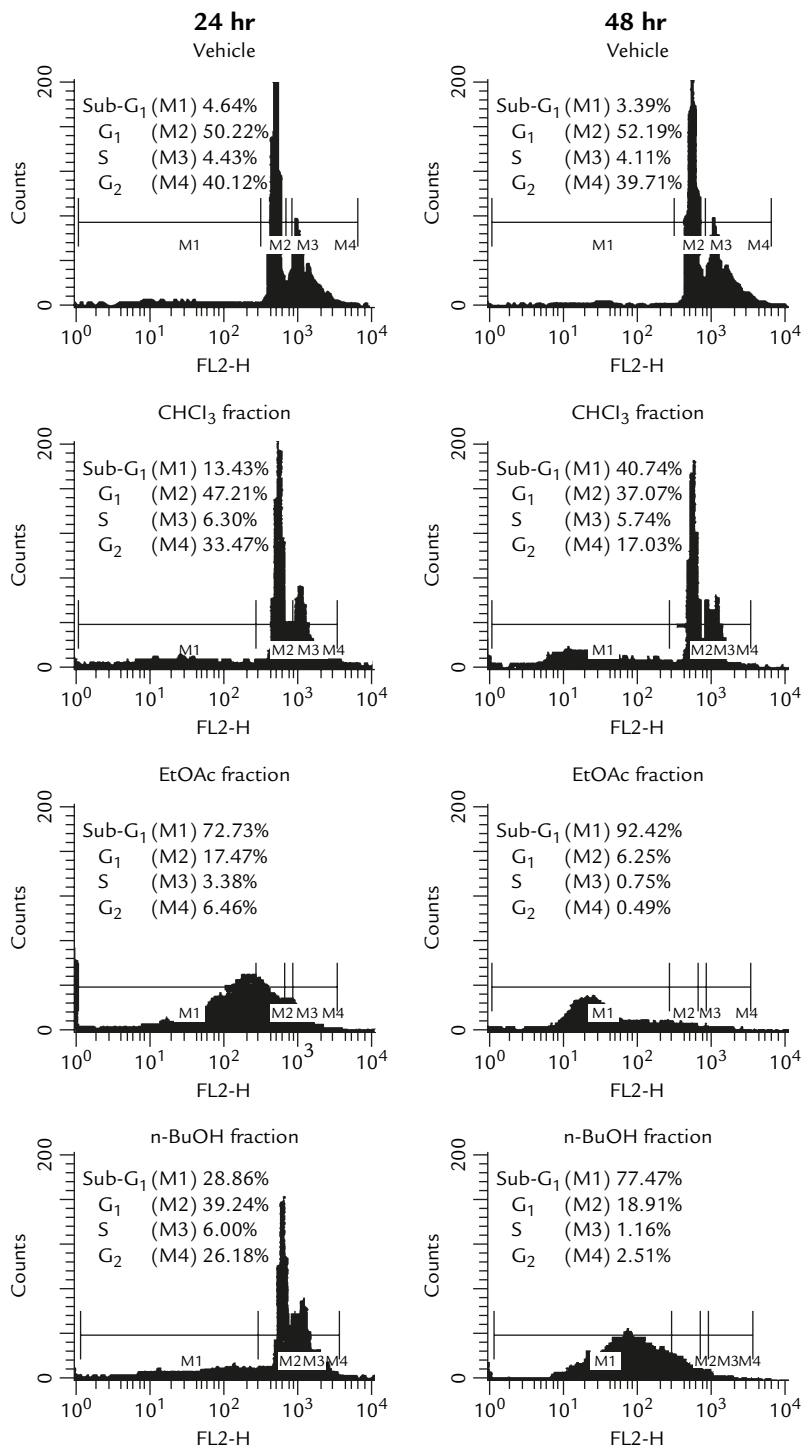 24 hr
Vehicle
200
Sub-G1 (M1) 4.64%
G1 (M2) 50.22%
S (M3) 4.43%
G2 (M4) 40.12%
Counts
M1 M2 M3 M4
0
10^0 10^1 10^2 10^3 10^4
FL2-H
48 hr
Vehicle
200
Sub-G1 (M1) 3.39%
G1 (M2) 52.19%
S (M3) 4.11%
G2 (M4) 39.71%
Counts
M1 M2 M3 M4
0
10^0 10^1 10^2 10^3 10^4
FL2-H
CHCl3 fraction
200
Sub-G1 (M1) 13.43%
G1 (M2) 47.21%
S (M3) 6.30%
G2 (M4) 33.47%
Counts
M1 M2 M3 M4
0
10^0 10^1 10^2 10^3 10^4
FL2-H
CHCl3 fraction
200
Sub-G1 (M1) 40.74%
G1 (M2) 37.07%
S (M3) 5.74%
G2 (M4) 17.03%
Counts
M1 M2 M3 M4
0
10^0 10^1 10^2 10^3 10^4
FL2-H
EtOAc fraction
200
Sub-G1 (M1) 72.73%
G1 (M2) 17.47%
S (M3) 3.38%
G2 (M4) 6.46%
Counts
M1 M2 M3 M4
0
10^0 10^1 10^2 10^3 10^4
FL2-H
EtOAc fraction
200
Sub-G1 (M1) 92.42%
G1 (M2) 6.25%
S (M3) 0.75%
G2 (M4) 0.49%
Counts
M1 M2 M3 M4
0
10^0 10^1 10^2 10^3 10^4
FL2-H
n-BuOH fraction
200
Sub-G1 (M1) 28.86%
G1 (M2) 39.24%
S (M3) 6.00%
G2 (M4) 26.18%
Counts
M1 M2 M3 M4
0
10^0 10^1 10^2 10^3 10^4
FL2-H
n-BuOH fraction
200
Sub-G1 (M1) 77.47%
G1 (M2) 18.91%
S (M3) 1.16%
G2 (M4) 2.51%
Counts
M1 M2 M3 M4
0
10^0 10^1 10^2 10^3 10^4
FL2-H